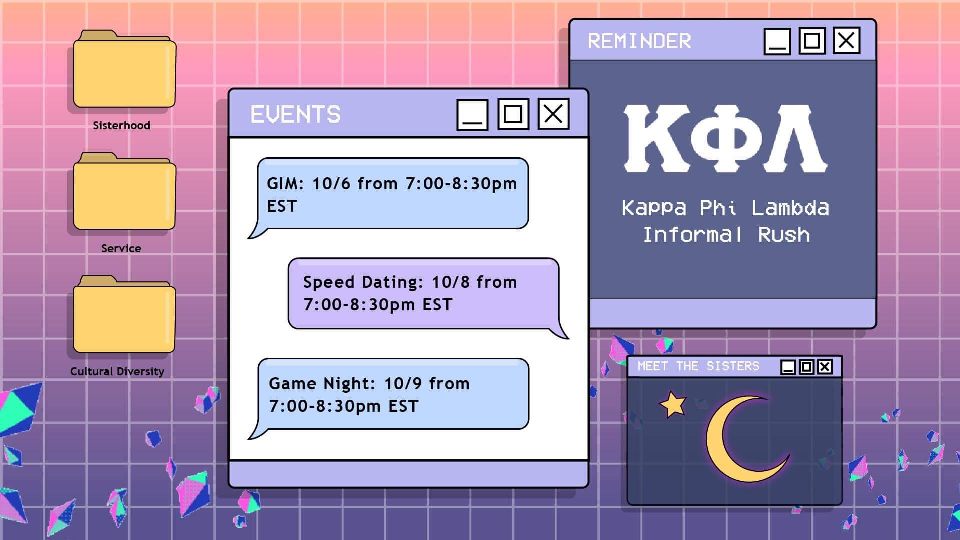 Sisterhood
Service
Cultural Diversity
EVENTS
GIM: 10/6 from 7:00-8:30pm
EST
Speed Dating: 10/8 from
7:00-8:30pm EST
Game Night: 10/9 from
7:00-8:30pm EST
REMINDER
ΚΦΛ
Kappa Phi Lambda
Informal Rush
MEET THE SISTERS